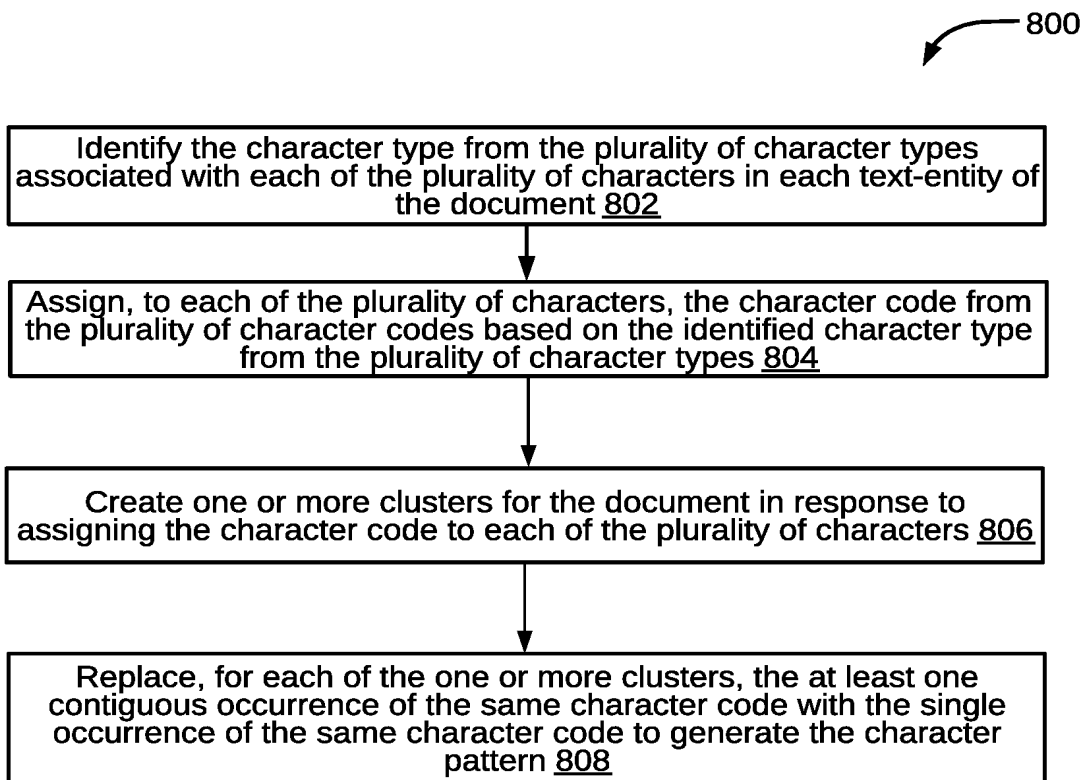 800
Identify the character type from the plurality of character types
associated with each of the plurality of characters in each text-entity of
the document 802
Assign, to each of the plurality of characters, the character code from
the plurality of character codes based on the identified character type
from the plurality of character types 804
Create one or more clusters for the document in response to
assigning the character code to each of the plurality of characters 806
Replace, for each of the one or more clusters, the at least one
contiguous occurrence of the same character code with the single
occurrence of the same character code to generate the character
pattern 808